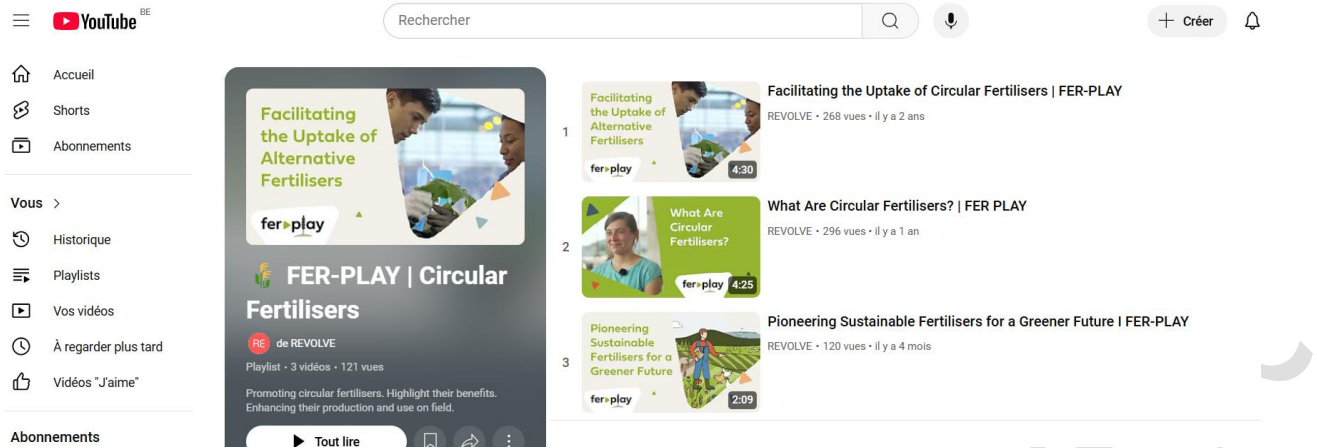 YouTube BE
Rechercher
Créer
Accueil
Shorts
Abonnements
Vous
Historique
Playlists
Vos vidéos
À regarder plus tard
Vidéos "J'aime"
Abonnements
Facilitating
the Uptake of
Alternative
Fertilisers
fer play
FER-PLAY | Circular
Fertilisers
RE de REVOLVE
Playlist • 3 vidéos • 121 vues
Promoting circular fertilisers. Highlight their benefits.
Enhancing their production and use on field.
Tout lire
1
Facilitating
the Uptake of
Alternative
Fertilisers
fer play
4:30
Facilitating the Uptake of Circular Fertilisers | FER-PLAY
REVOLVE • 268 vues • il y a 2 ans
2
What Are
Circular
Fertilisers?
fer play
4:25
What Are Circular Fertilisers? | FER PLAY
REVOLVE • 296 vues • il y a 1 an
3
Pioneering
Sustainable
Fertilisers for a
Greener Future
fer play
2:09
Pioneering Sustainable Fertilisers for a Greener Future I FER-PLAY
REVOLVE • 120 vues • il y a 4 mois